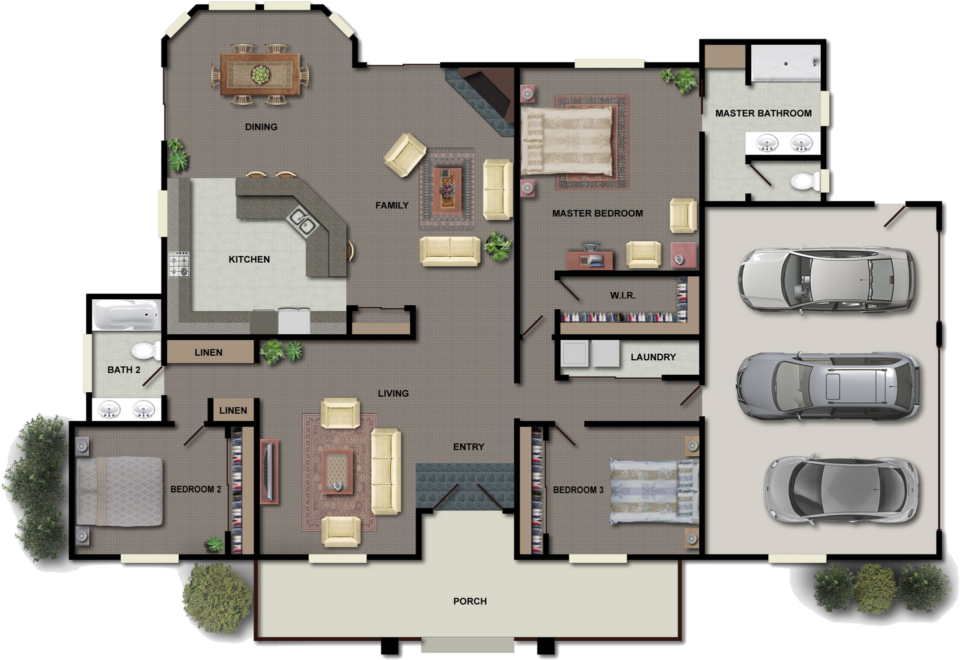 DINING
MASTER BATHROOM
FAMILY
MASTER BEDROOM
KITCHEN
W.I.R.
LINEN
LAUNDRY
BATH 2
LIVING
LINEN
ENTRY
BEDROOM 2
BEDROOM 3
PORCH